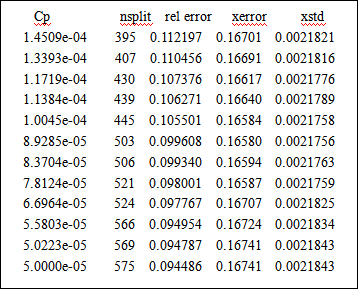 Cp nsplit rel error xerror xstd
1.4509e-04 395 0.112197 0.16701 0.0021821
1.3393e-04 407 0.110456 0.16691 0.0021816
1.1719e-04 430 0.107376 0.16617 0.0021776
1.1384e-04 439 0.106271 0.16640 0.0021789
1.0045e-04 445 0.105501 0.16584 0.0021758
8.9285e-05 503 0.099608 0.16580 0.0021756
8.3704e-05 506 0.099340 0.16594 0.0021763
7.8124e-05 521 0.098001 0.16587 0.0021759
6.6964e-05 524 0.097767 0.16707 0.0021825
5.5803e-05 566 0.094954 0.16724 0.0021834
5.0223e-05 569 0.094787 0.16741 0.0021843
5.0000e-05 575 0.094486 0.16741 0.0021843